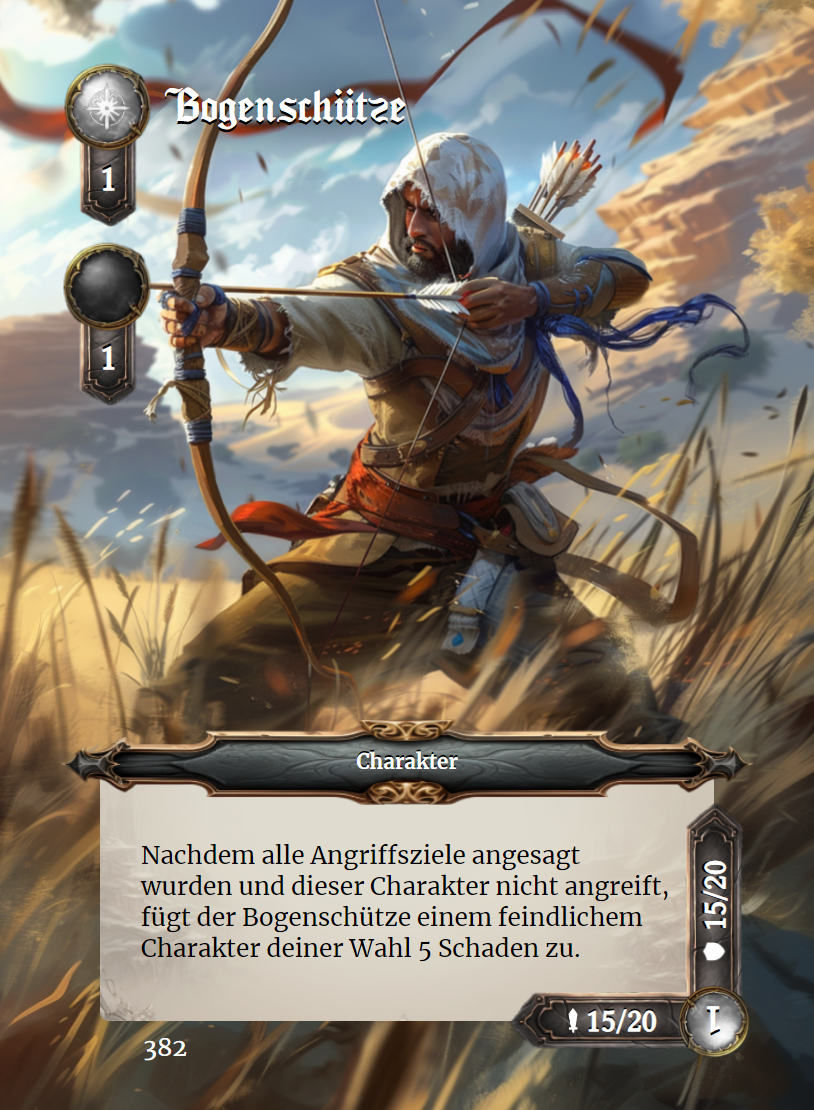 Bogenschütze
1
1
Charakter
Nachdem alle Angriffsziele angesagt
wurden und dieser Charakter nicht angreift,
fügt der Bogenschütze einem feindlichem
Charakter deiner Wahl 5 Schaden zu.
15/20
15/20
1
382